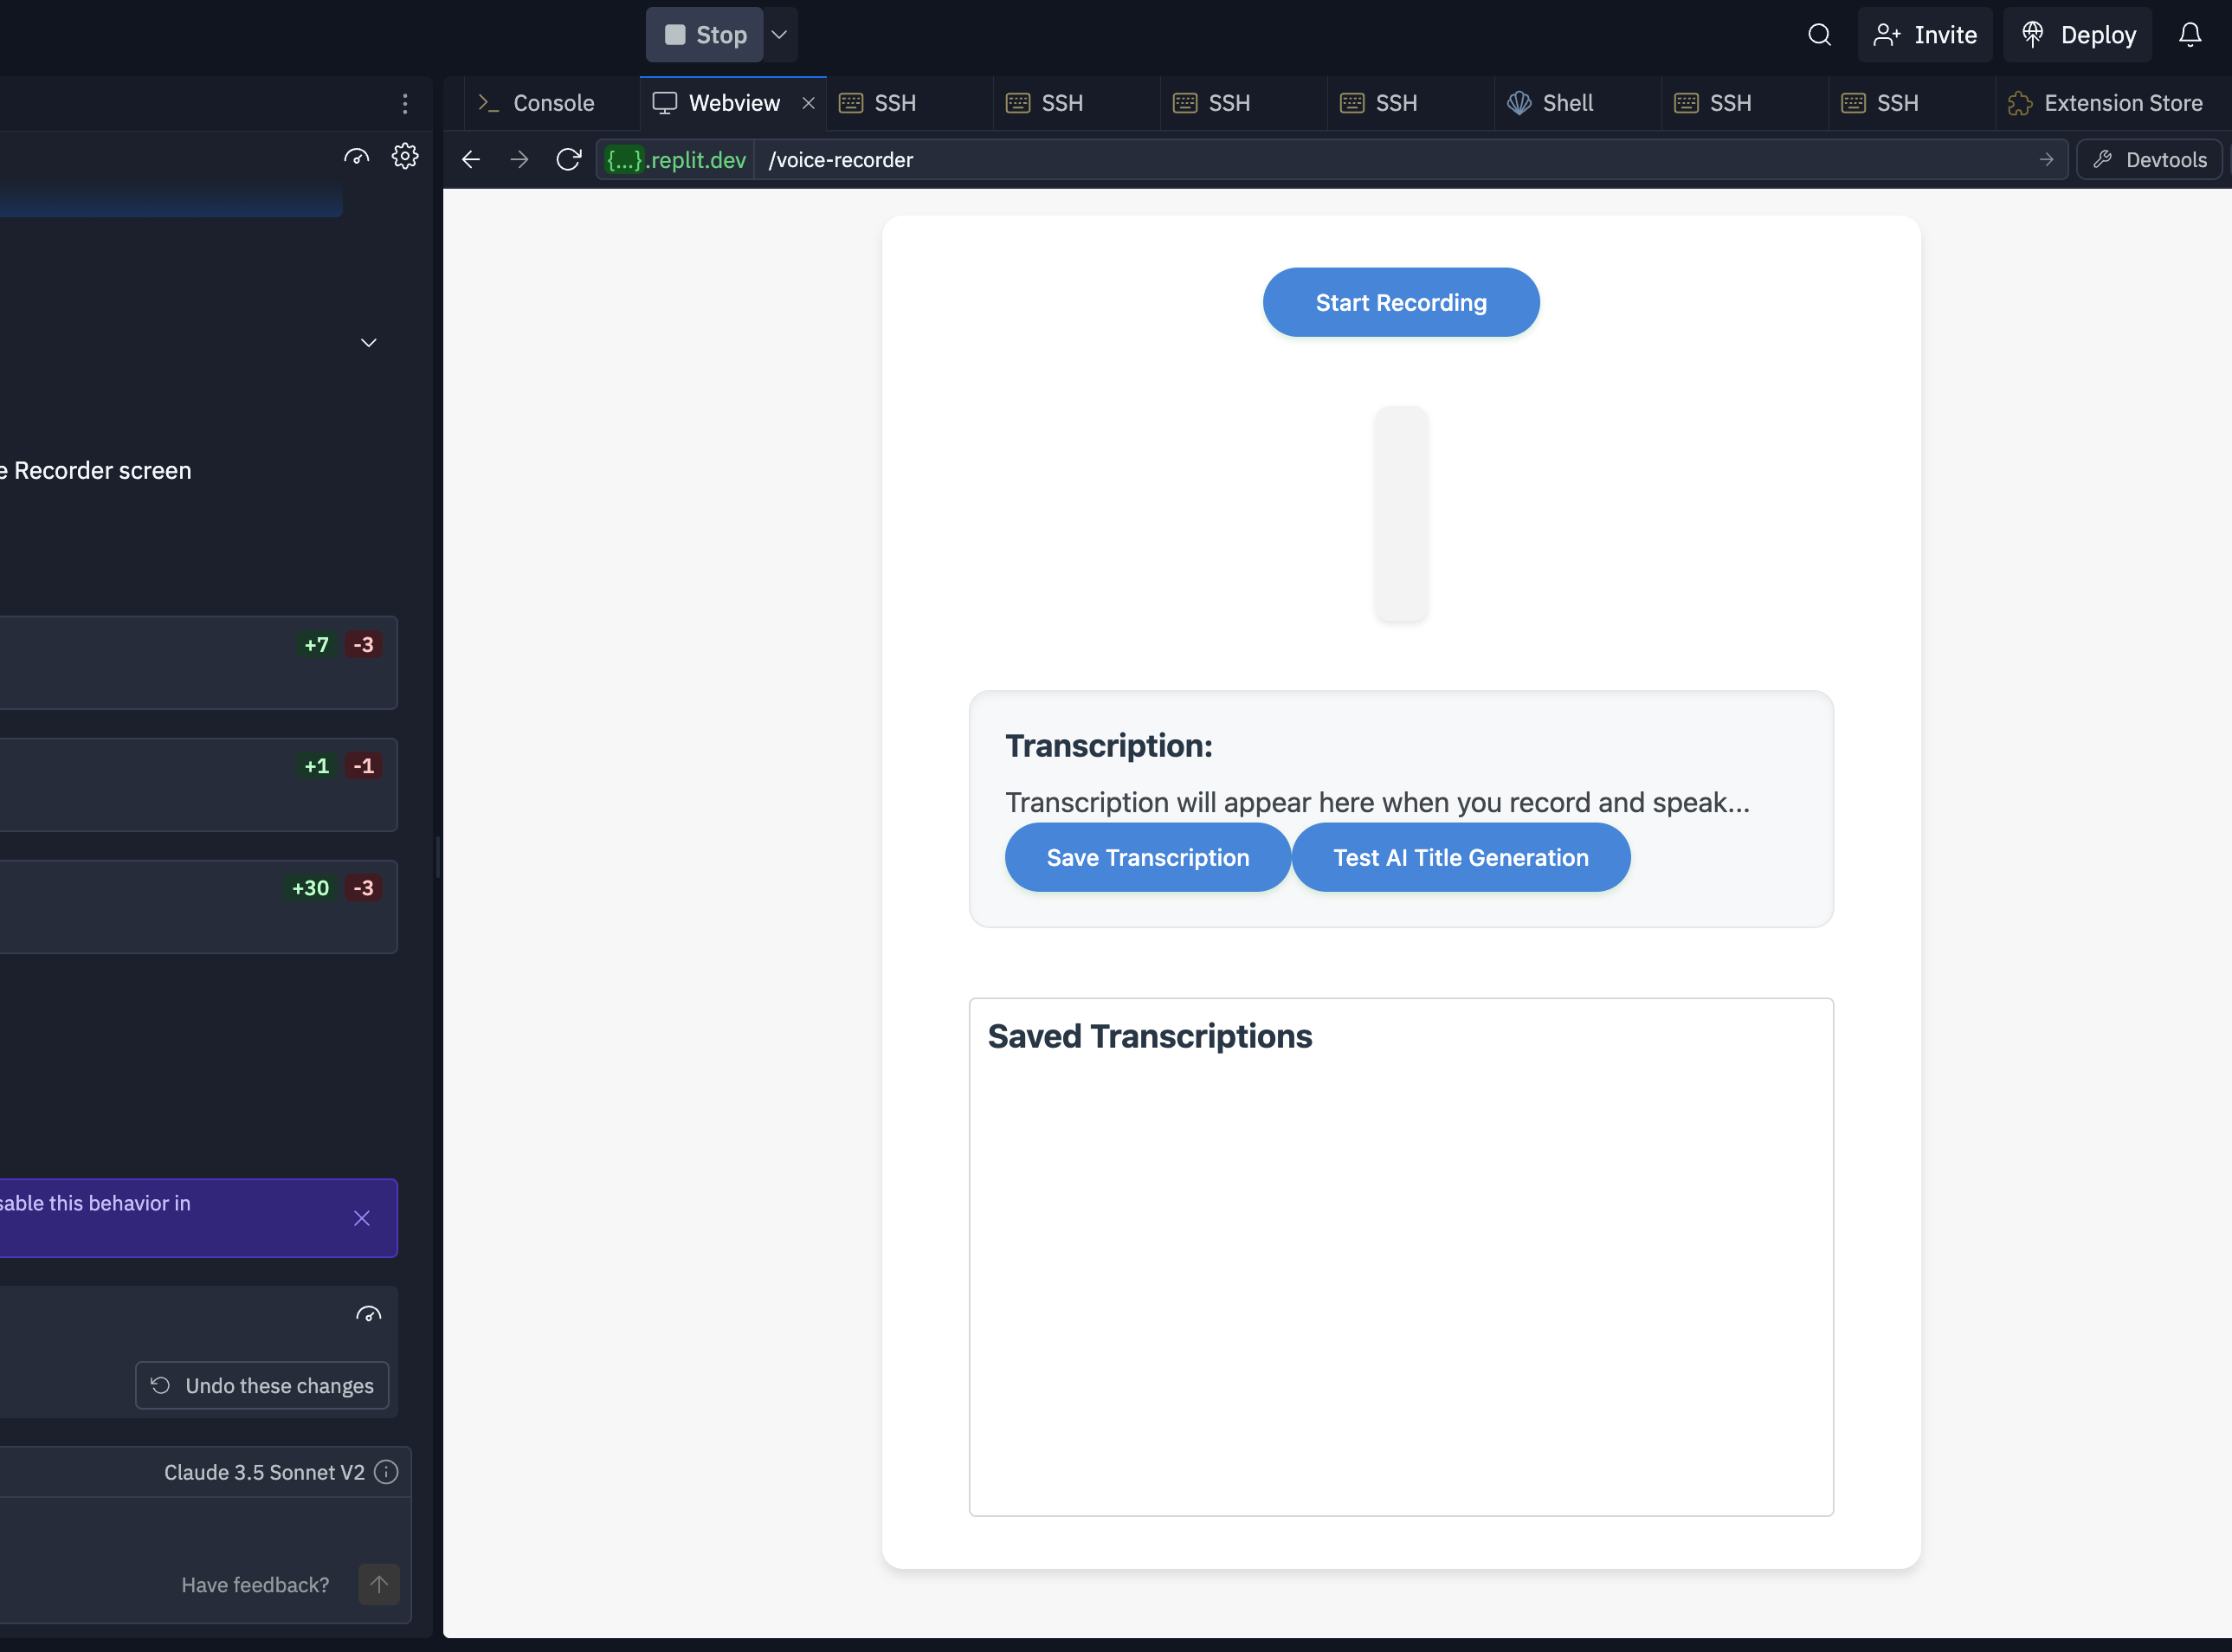 Stop
Invite
Deploy
Console
Webview
SSH
SSH
SSH
SSH
Shell
SSH
SSH
Extension Store
{...}.replit.dev
/voice-recorder
Devtools
e Recorder screen
+7 -3
+1 -1
+30 -3
sable this behavior in
Undo these changes
Claude 3.5 Sonnet V2
Have feedback?
Start Recording
Transcription:
Transcription will appear here when you record and speak...
Save Transcription
Test AI Title Generation
Saved Transcriptions